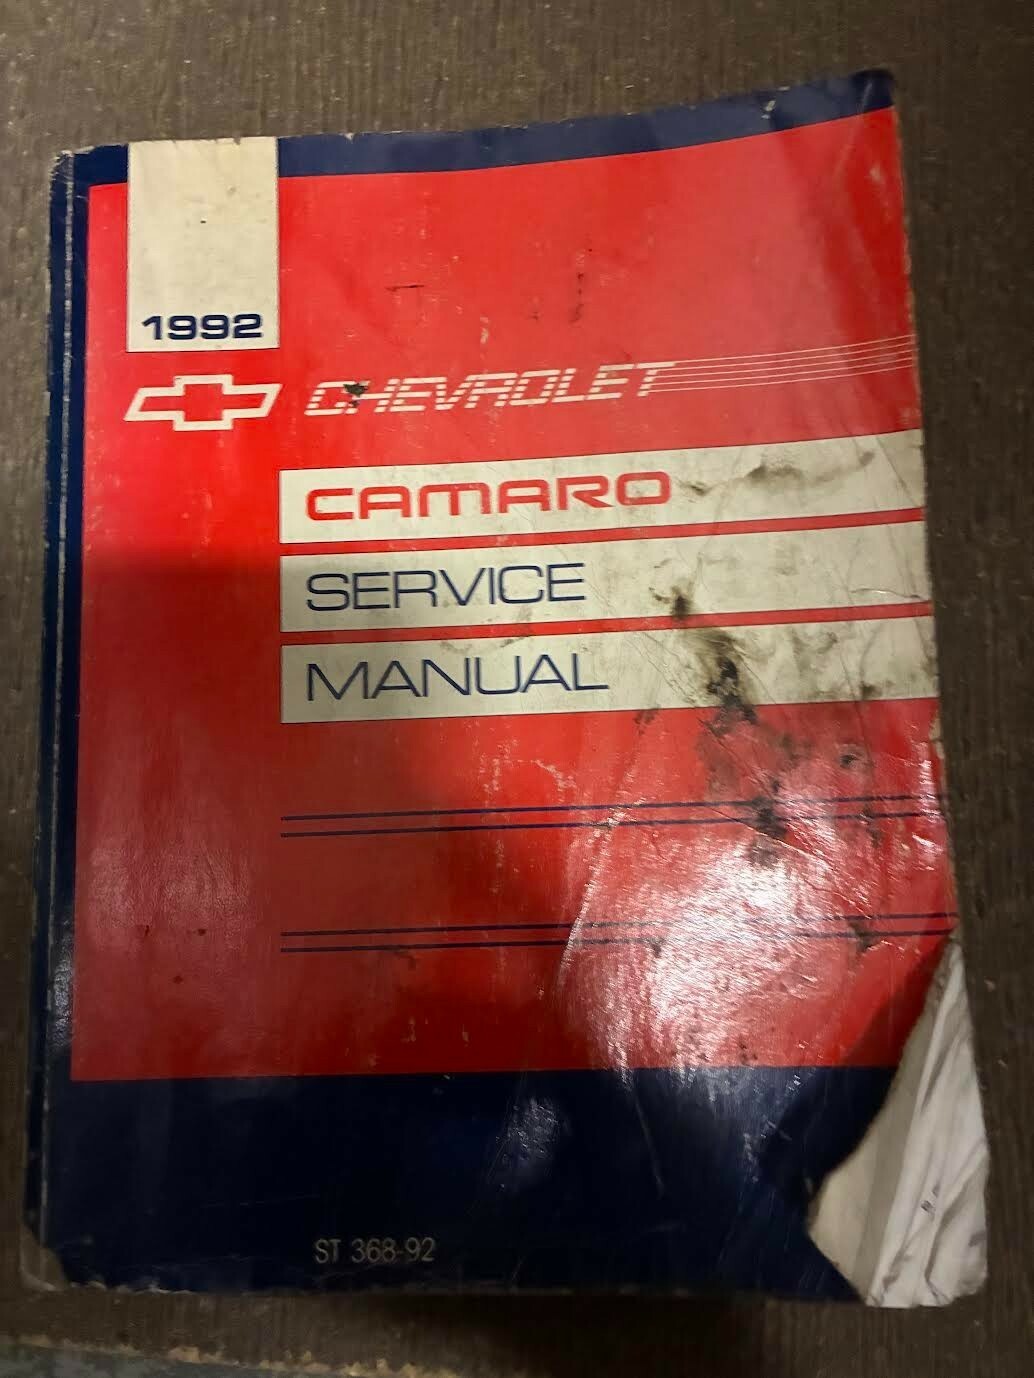 1992
CHEVROLET
CAMARO
SERVICE
MANUAL
ST 368-92